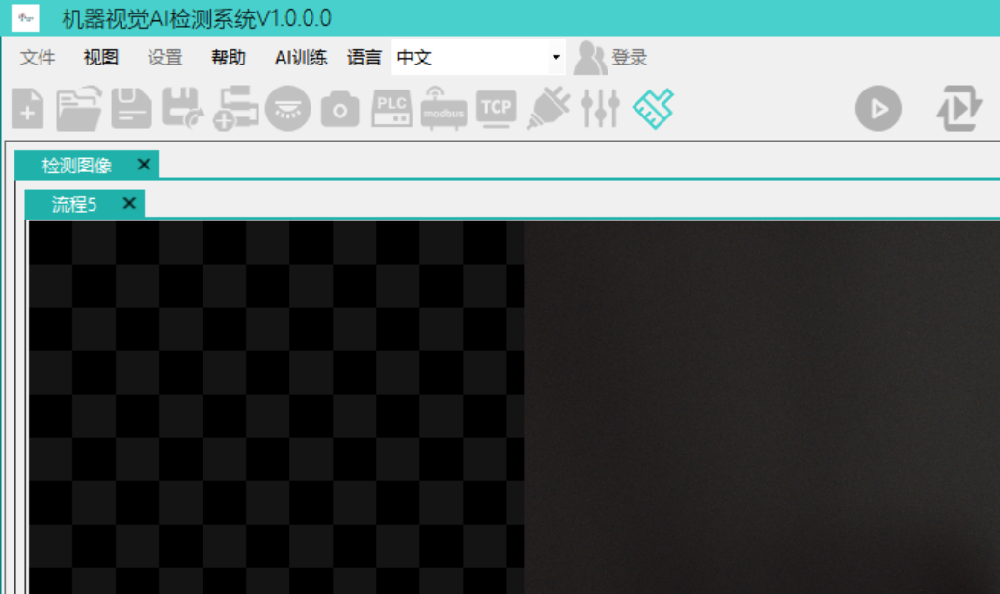 机器视觉AI检测系统V1.0.0.0
文件 视图 设置 帮助 AI训练 语言 中文 登录
PLC modbus TCP
检测图像
流程5